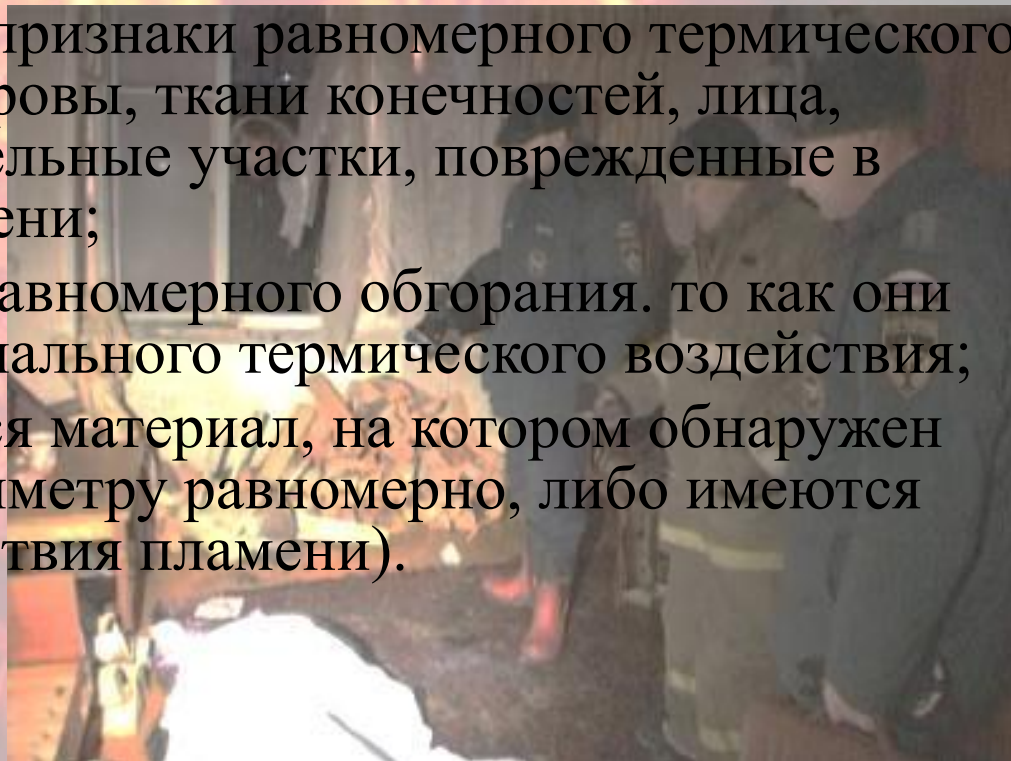 признаки равномерного термического
ровы, ткани конечностей, лица,
ельные участки, поврежденные в
ени;
авномерного обгорания. то как они
ального термического воздействия;
ся материал, на котором обнаружен
иметру равномерно, либо имеются
твия пламени).